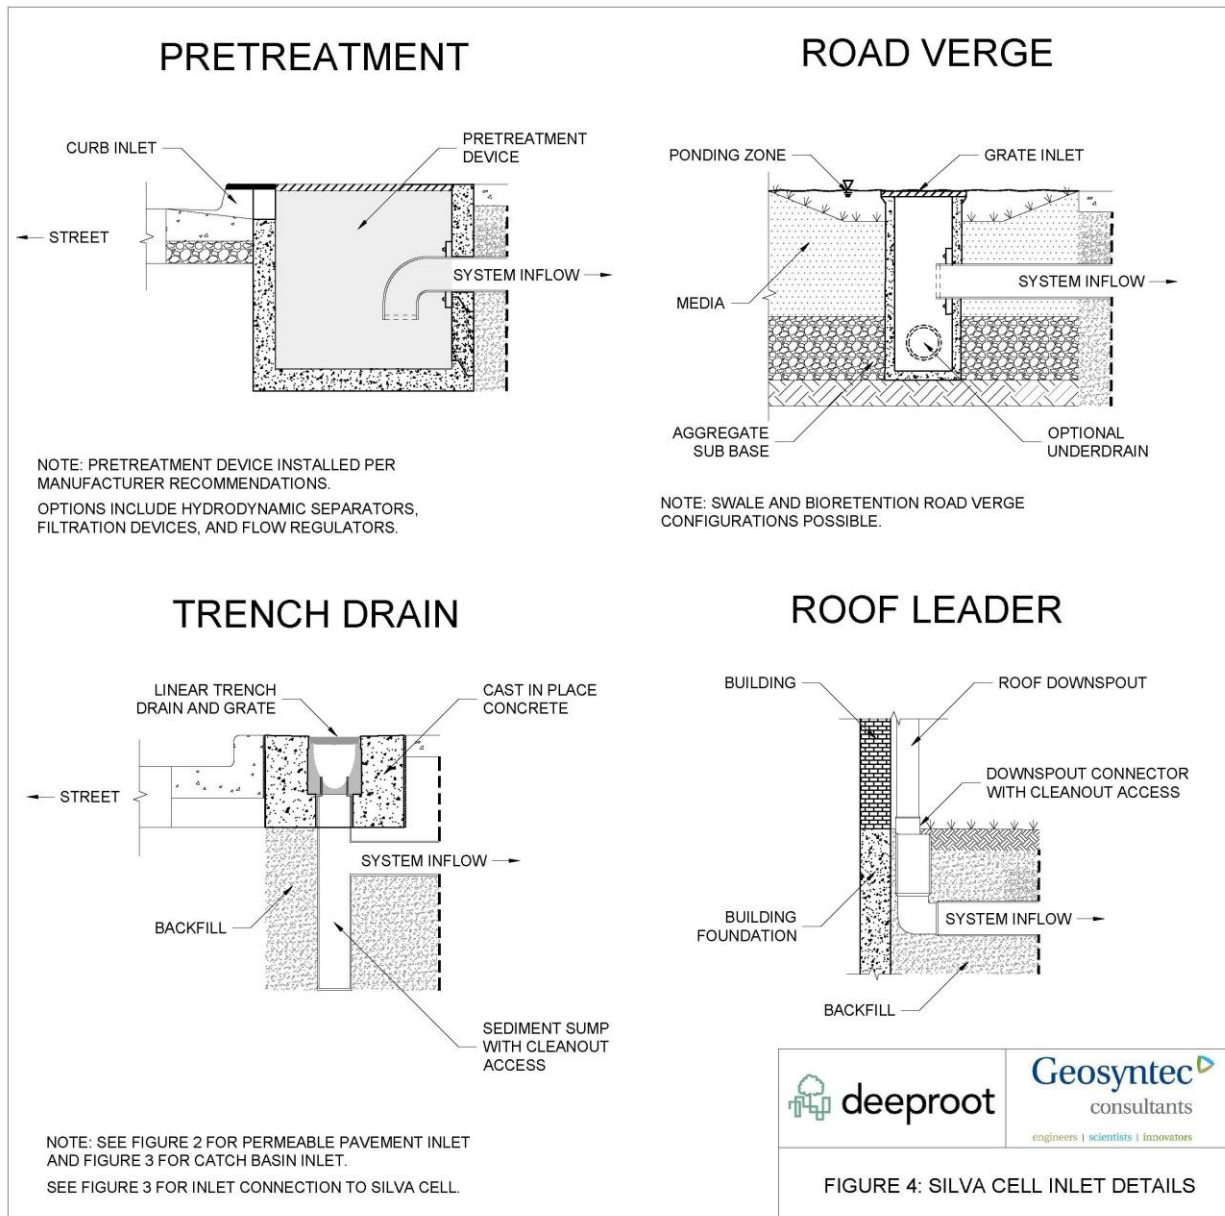 PRETREATMENT
CURB INLET
PRETREATMENT
DEVICE
STREET
SYSTEM INFLOW
NOTE: PRETREATMENT DEVICE INSTALLED PER
MANUFACTURER RECOMMENDATIONS.
OPTIONS INCLUDE HYDRODYNAMIC SEPARATORS,
FILTRATION DEVICES, AND FLOW REGULATORS.
ROAD VERGE
PONDING ZONE
GRATE INLET
SYSTEM INFLOW
MEDIA
AGGREGATE
SUB BASE
OPTIONAL
UNDERDRAIN
NOTE: SWALE AND BIORETENTION ROAD VERGE
CONFIGURATIONS POSSIBLE.
TRENCH DRAIN
LINEAR TRENCH
DRAIN AND GRATE
CAST IN PLACE
CONCRETE
STREET
SYSTEM INFLOW
BACKFILL
SEDIMENT SUMP
WITH CLEANOUT
ACCESS
NOTE: SEE FIGURE 2 FOR PERMEABLE PAVEMENT INLET
AND FIGURE 3 FOR CATCH BASIN INLET.
SEE FIGURE 3 FOR INLET CONNECTION TO SILVA CELL.
ROOF LEADER
BUILDING
ROOF DOWNSPOUT
DOWNSPOUT CONNECTOR
WITH CLEANOUT ACCESS
BUILDING
FOUNDATION
SYSTEM INFLOW
BACKFILL
deeproot
Geosyntec
consultants
engineers | scientists | innovators
FIGURE 4: SILVA CELL INLET DETAILS